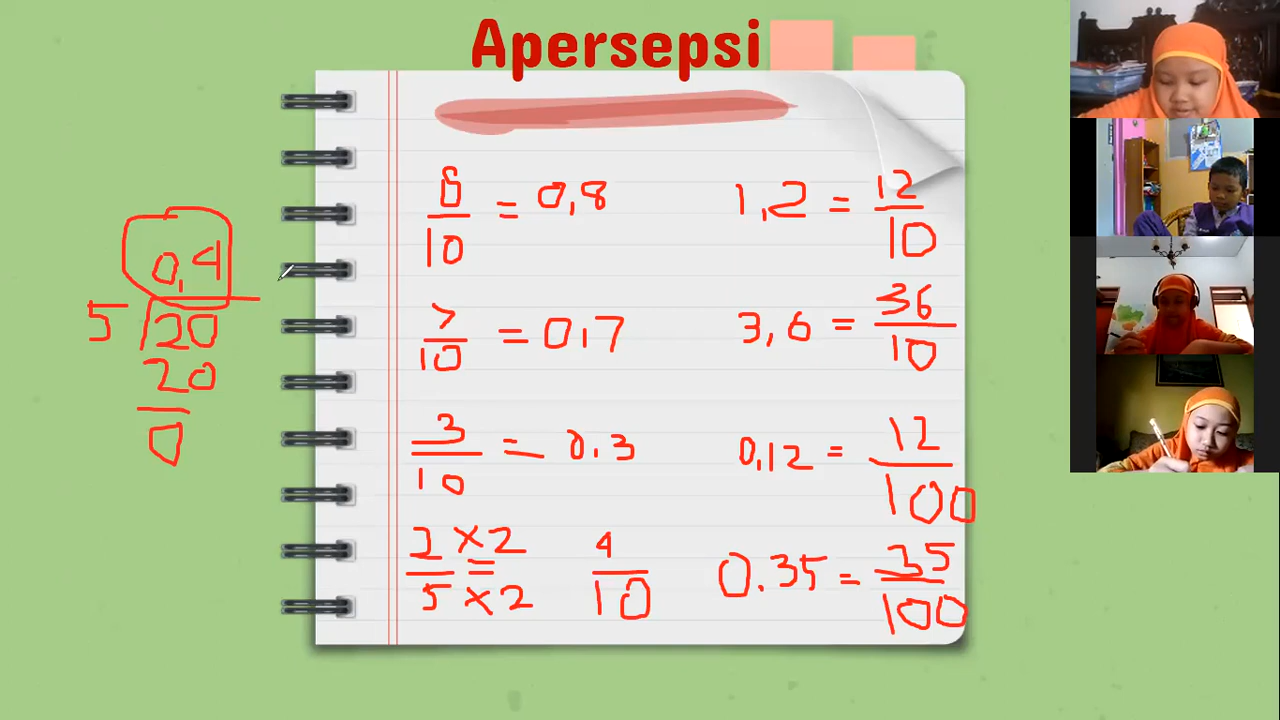 Apersepsi
8/10 = 0,8
1,2 = 12/10
7/10 = 0,7
3,6 = 36/10
3/10 = 0.3
0,12 = 12/100
2/5 × 2/× 2 = 4/10
0.35 = 35/100
0,4
5 20
20
0